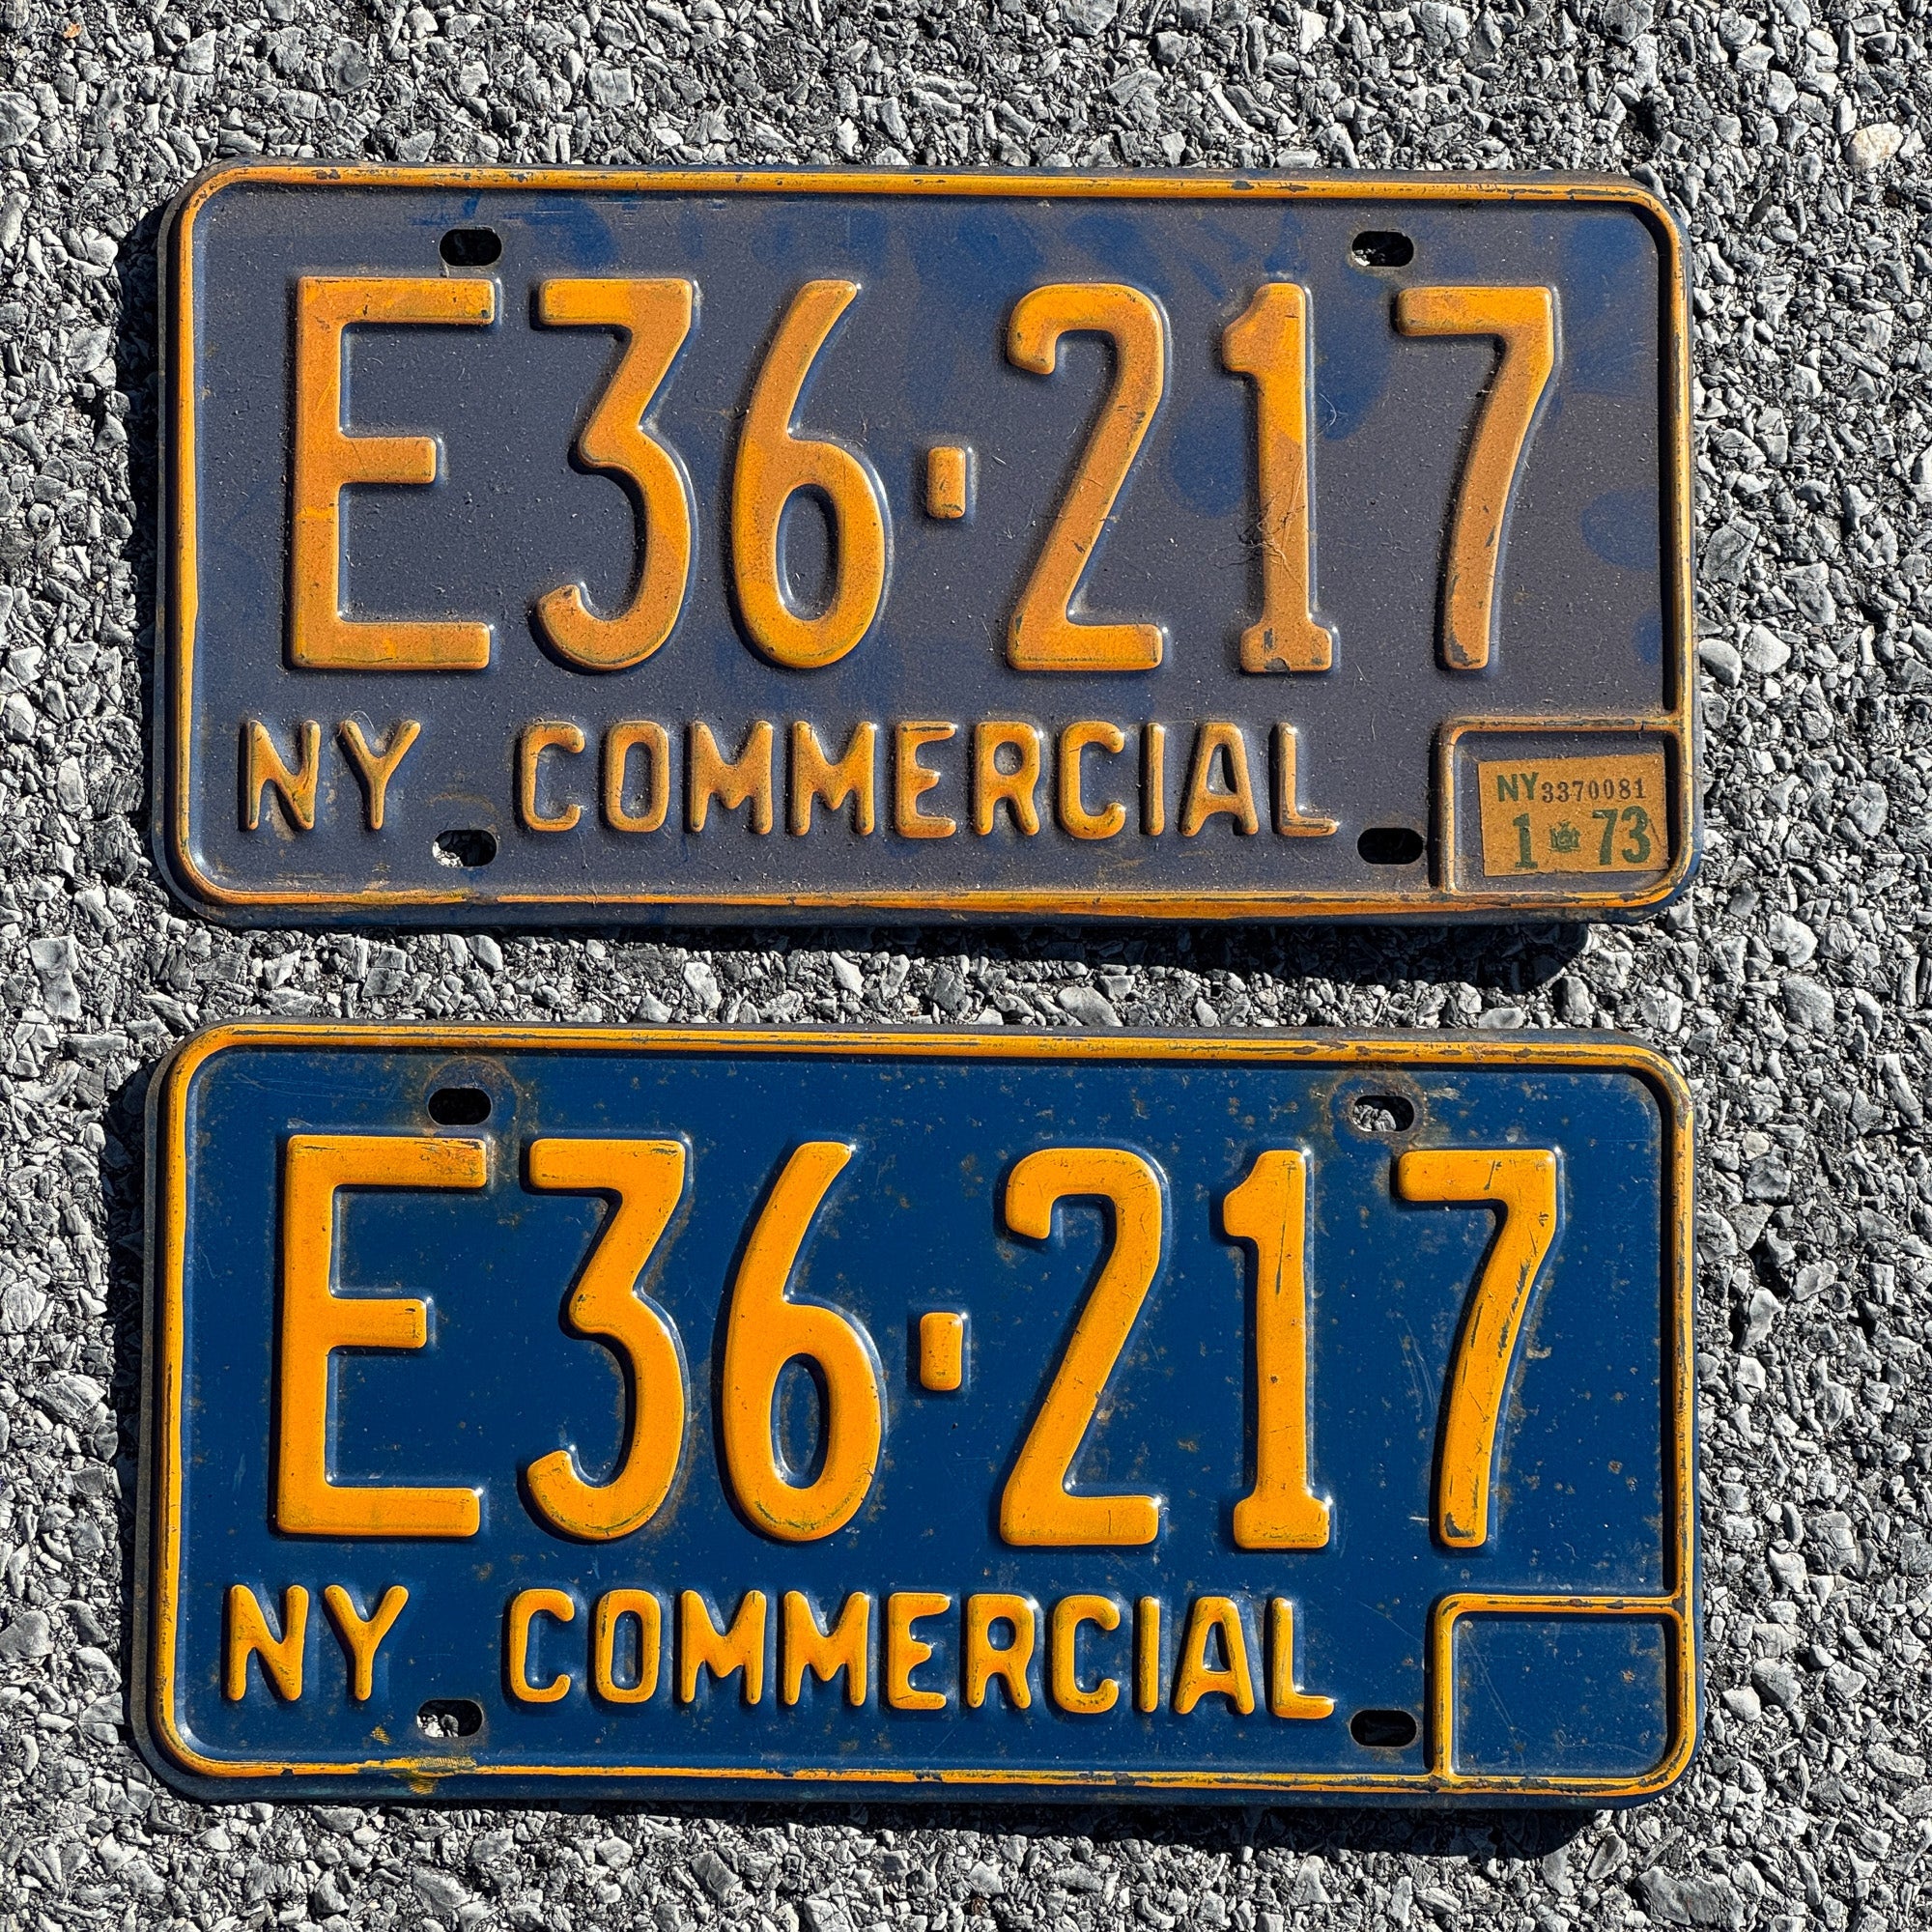 E36·217
NY COMMERCIAL
NY 3370081
1 73
E36·217
NY COMMERCIAL